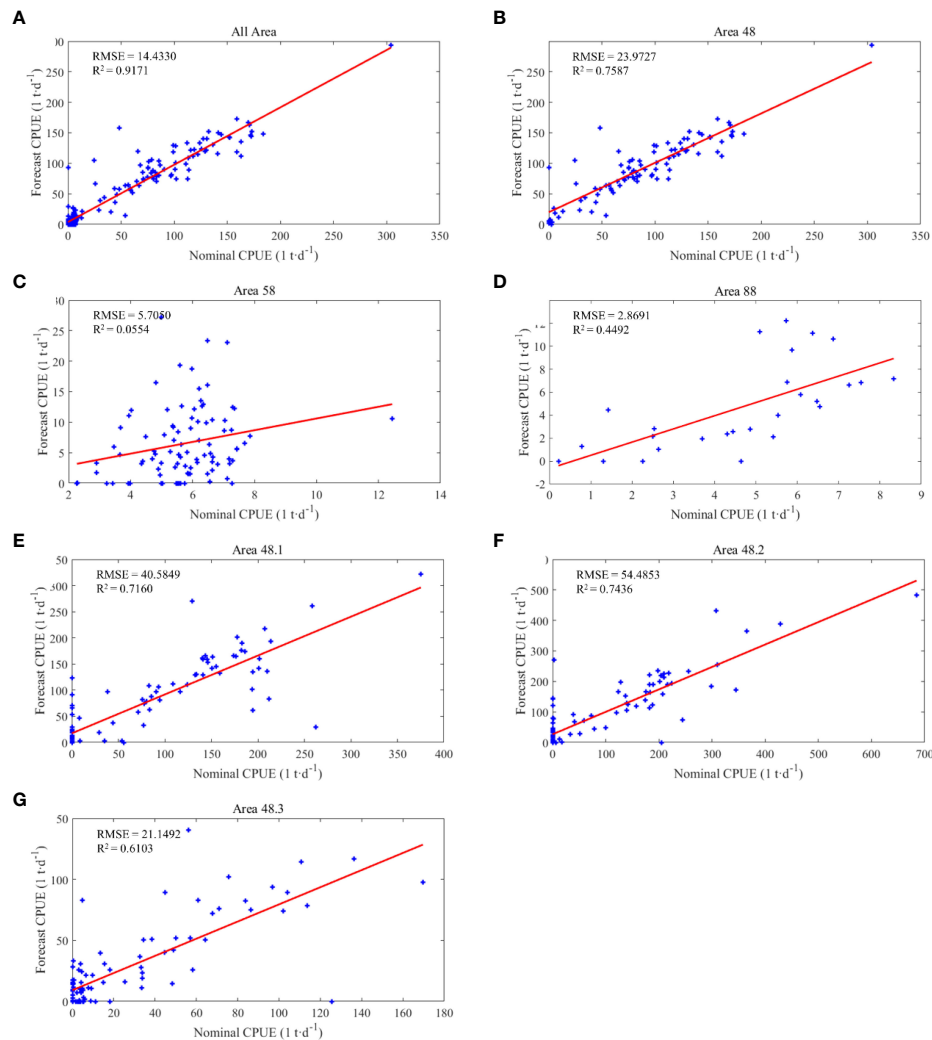 A
All Area
RMSE = 14.4330
R² = 0.9171
Forecast CPUE (1 t·d⁻¹)
250
200
150
100
50
0
0 50 100 150 200 250 300 350
Nominal CPUE (1 t·d⁻¹)
B
Area 48
RMSE = 23.9727
R² = 0.7587
Forecast CPUE (1 t·d⁻¹)
250
200
150
100
50
0
0 50 100 150 200 250 300 350
Nominal CPUE (1 t·d⁻¹)
C
Area 58
RMSE = 5.7050
R² = 0.0554
Forecast CPUE (1 t·d⁻¹)
25
20
15
10
5
0
2 4 6 8 10 12 14
Nominal CPUE (1 t·d⁻¹)
D
Area 88
RMSE = 2.8691
R² = 0.4492
Forecast CPUE (1 t·d⁻¹)
10
8
6
4
2
0
-2
0 1 2 3 4 5 6 7 8 9
Nominal CPUE (1 t·d⁻¹)
E
Area 48.1
RMSE = 40.5849
R² = 0.7160
Forecast CPUE (1 t·d⁻¹)
50
250
200
150
100
50
0
0 50 100 150 200 250 300 350 400
Nominal CPUE (1 t·d⁻¹)
F
Area 48.2
RMSE = 54.4853
R² = 0.7436
Forecast CPUE (1 t·d⁻¹)
500
400
300
200
100
0
0 100 200 300 400 500 600 700
Nominal CPUE (1 t·d⁻¹)
G
Area 48.3
RMSE = 21.1492
R² = 0.6103
Forecast CPUE (1 t·d⁻¹)
50
100
50
0
0 20 40 60 80 100 120 140 160 180
Nominal CPUE (1 t·d⁻¹)